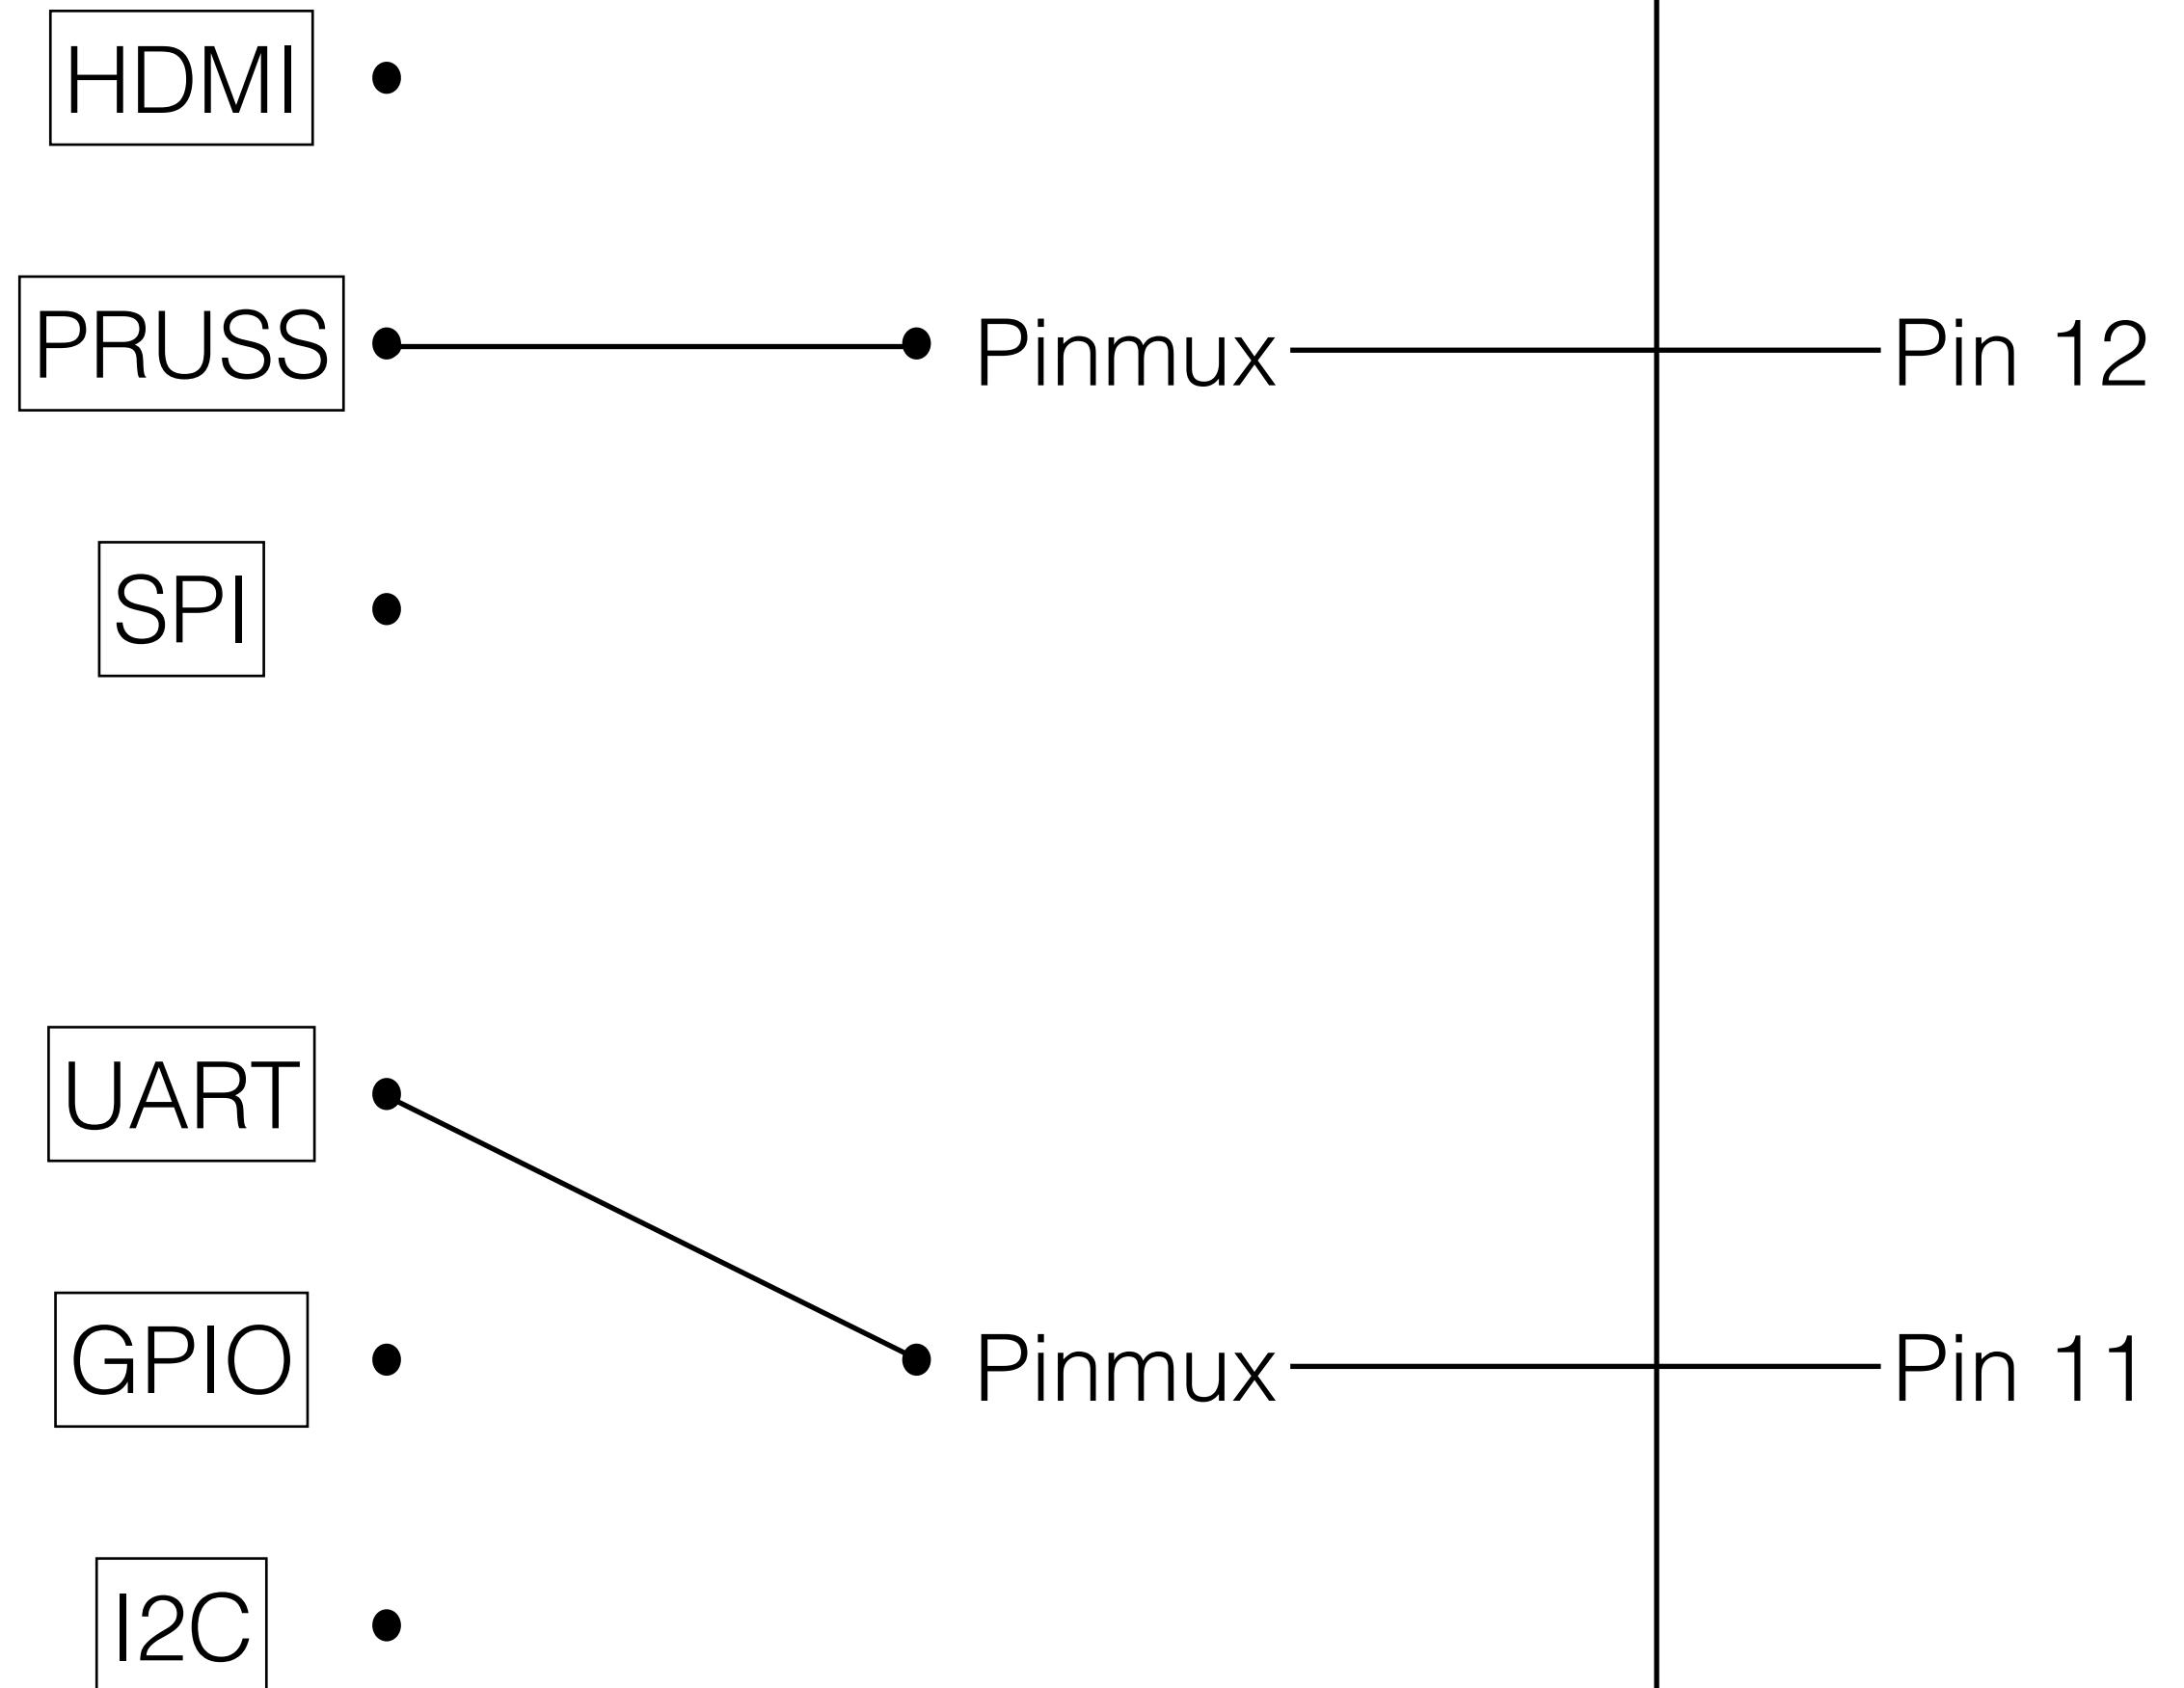 HDMI
PRUSS
Pinmux
Pin 12
SPI
UART
GPIO
Pinmux
Pin 11
I2C